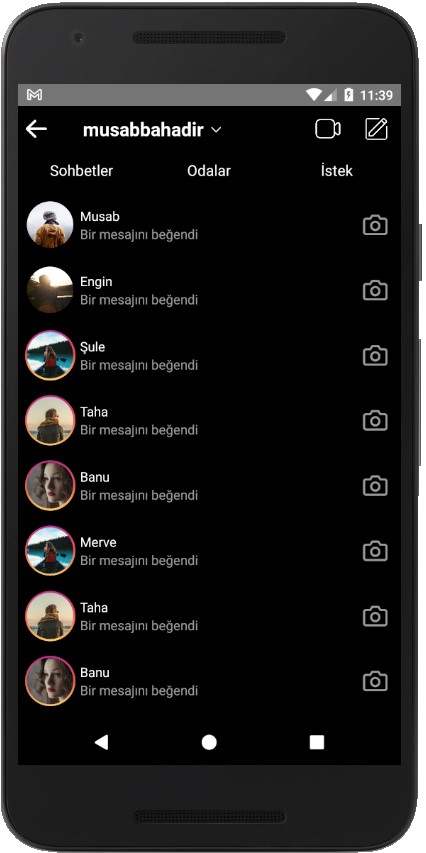 11:39
musabbahadir
Sohbetler Odalar İstek
Musab
Bir mesajını beğendi
Engin
Bir mesajını beğendi
Şule
Bir mesajını beğendi
Taha
Bir mesajını beğendi
Banu
Bir mesajını beğendi
Merve
Bir mesajını beğendi
Taha
Bir mesajını beğendi
Banu
Bir mesajını beğendi